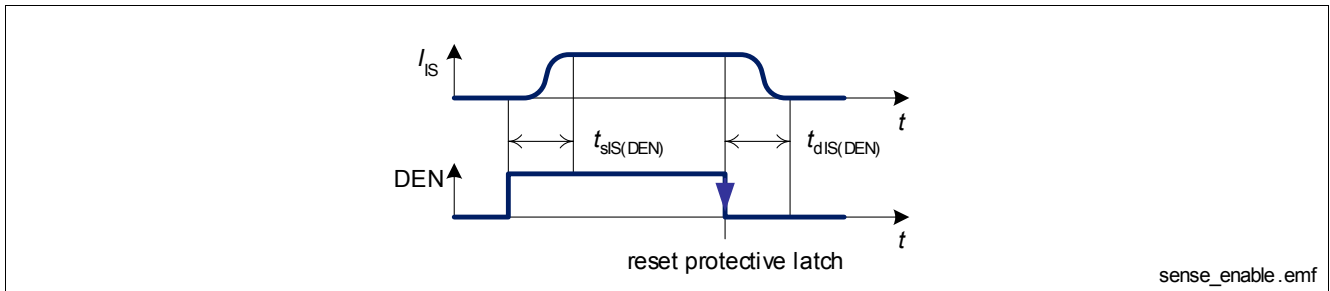 IIS
t
tsIS(DEN)
tdIS(DEN)
DEN
t
reset protective latch
sense_enable.emf